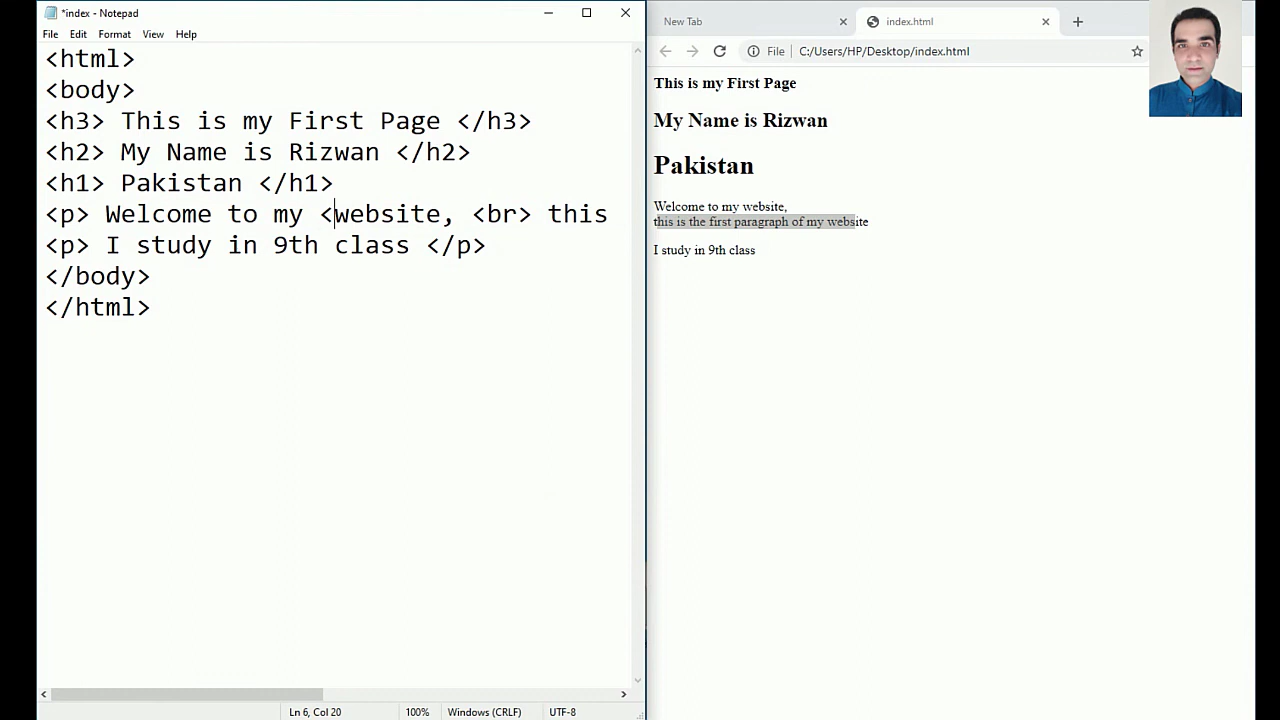 *index - Notepad
File Edit Format View Help
<html>
<body>
<h3> This is my First Page </h3>
<h2> My Name is Rizwan </h2>
<h1> Pakistan </h1>
<p> Welcome to my <website, <br> this
<p> I study in 9th class </p>
</body>
</html>
Ln 6, Col 20 100% Windows (CRLF) UTF-8
New Tab index.html
File C:/Users/HP/Desktop/index.html
This is my First Page
My Name is Rizwan
Pakistan
Welcome to my website,
this is the first paragraph of my website
I study in 9th class